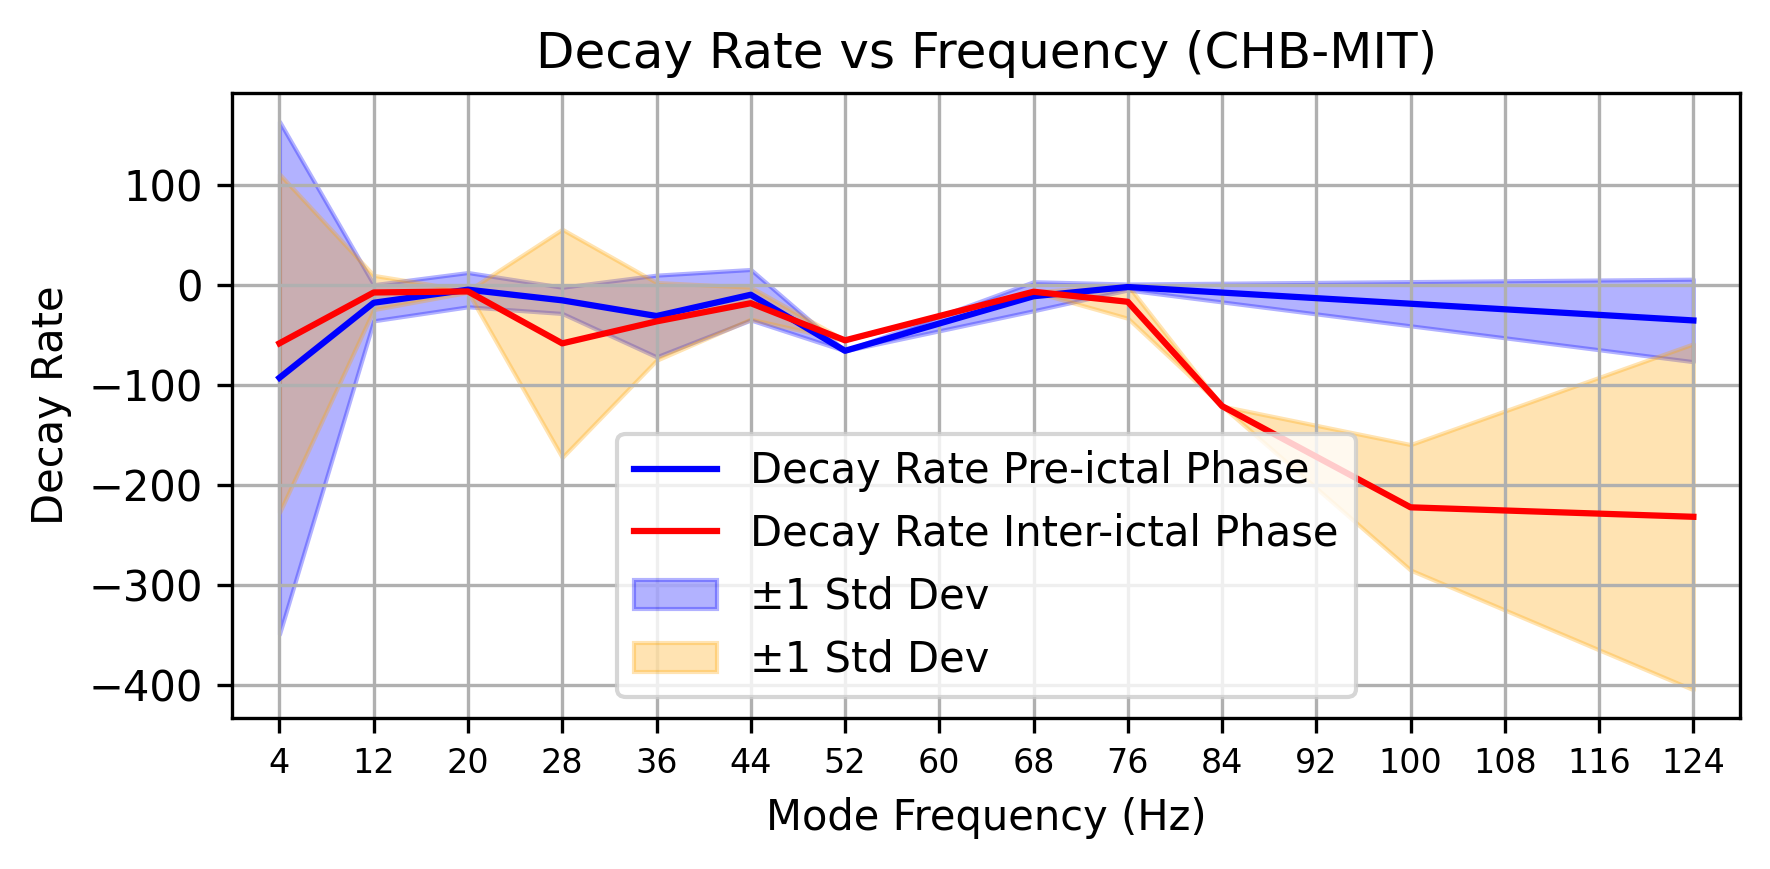 Decay Rate vs Frequency (CHB-MIT)
Decay Rate
100
0
−100
−200
−300
−400
Decay Rate Pre-ictal Phase
Decay Rate Inter-ictal Phase
±1 Std Dev
±1 Std Dev
4 12 20 28 36 44 52 60 68 76 84 92 100 108 116 124
Mode Frequency (Hz)